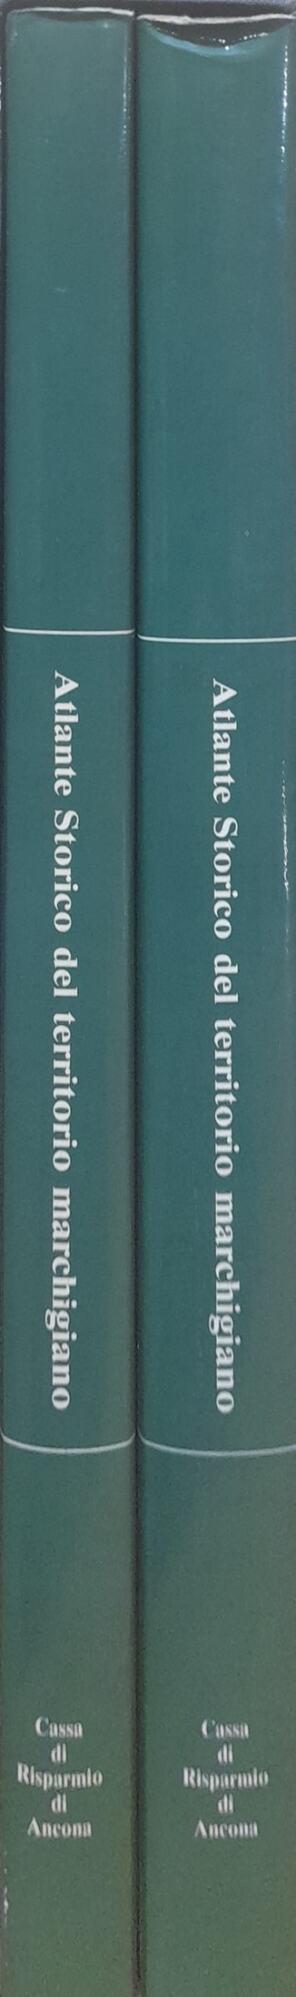 Atlante Storico del territorio marchigiano
Cassa
di
Risparmio
di
Ancona
Atlante Storico del territorio marchigiano
Cassa
di
Risparmio
di
Ancona